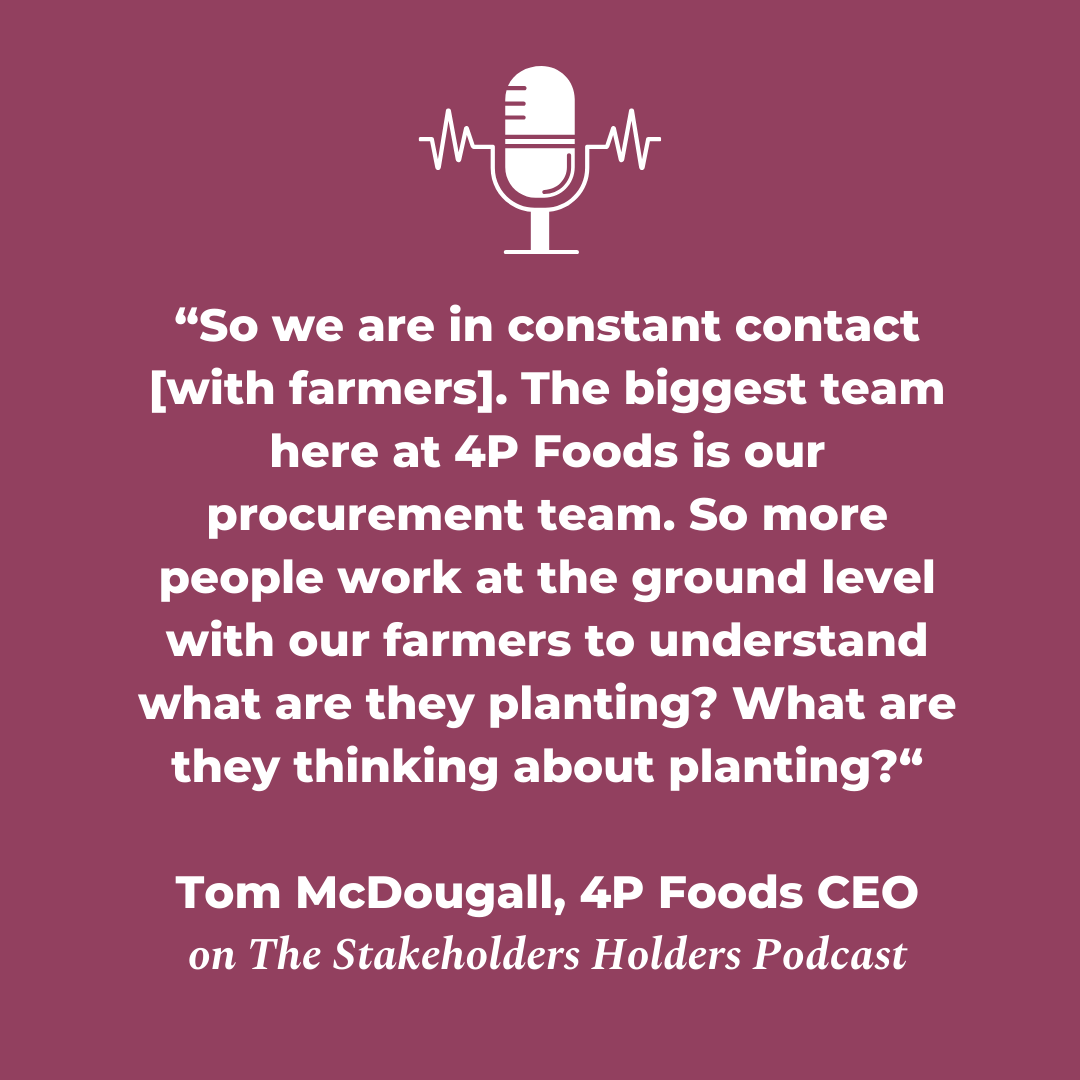 “So we are in constant contact
[with farmers]. The biggest team
here at 4P Foods is our
procurement team. So more
people work at the ground level
with our farmers to understand
what are they planting? What are
they thinking about planting?“
Tom McDougall, 4P Foods CEO
on The Stakeholders Holders Podcast